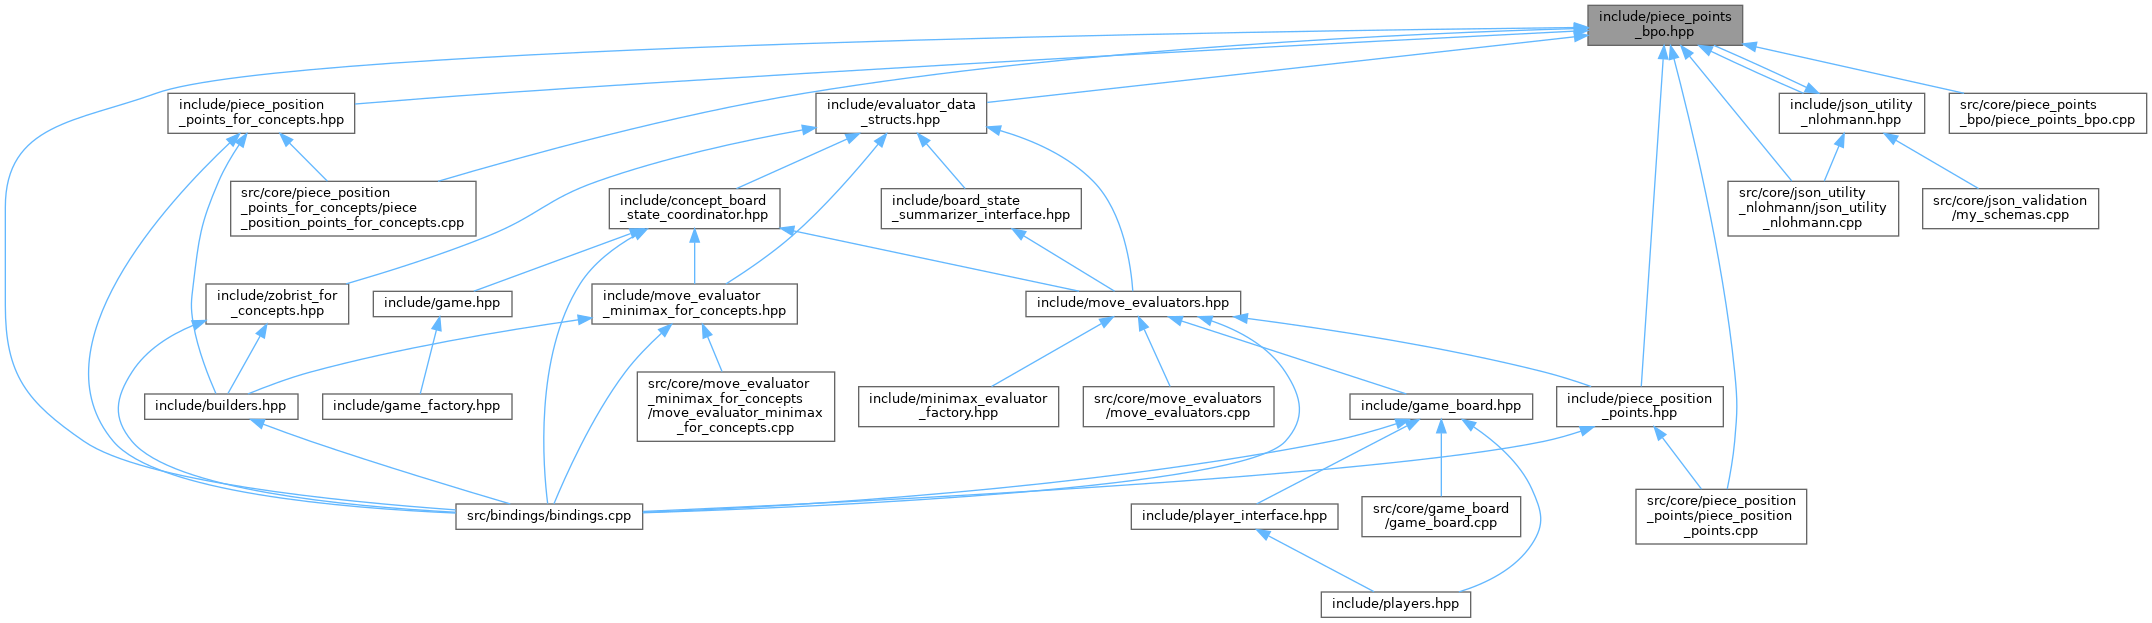 include/piece_points
_bpo.hpp
include/piece_position
_points_for_concepts.hpp
include/evaluator_data
_structs.hpp
include/json_utility
_nlohmann.hpp
src/core/piece_points
_bpo/piece_points_bpo.cpp
src/core/piece_position
_points_for_concepts/piece
_position_points_for_concepts.cpp
include/concept_board
_state_coordinator.hpp
include/board_state
_summarizer_interface.hpp
src/core/json_utility
_nlohmann/json_utility
_nlohmann.cpp
src/core/json_validation
/my_schemas.cpp
include/zobrist_for
_concepts.hpp
include/game.hpp
include/move_evaluator
_minimax_for_concepts.hpp
include/move_evaluators.hpp
include/builders.hpp
include/game_factory.hpp
src/core/move_evaluator
_minimax_for_concepts
/move_evaluator_minimax
_for_concepts.cpp
include/minimax_evaluator
_factory.hpp
src/core/move_evaluators
/move_evaluators.cpp
include/game_board.hpp
include/piece_position
_points.hpp
src/bindings/bindings.cpp
include/player_interface.hpp
src/core/game_board
/game_board.cpp
src/core/piece_position
_points/piece_position
_points.cpp
include/players.hpp